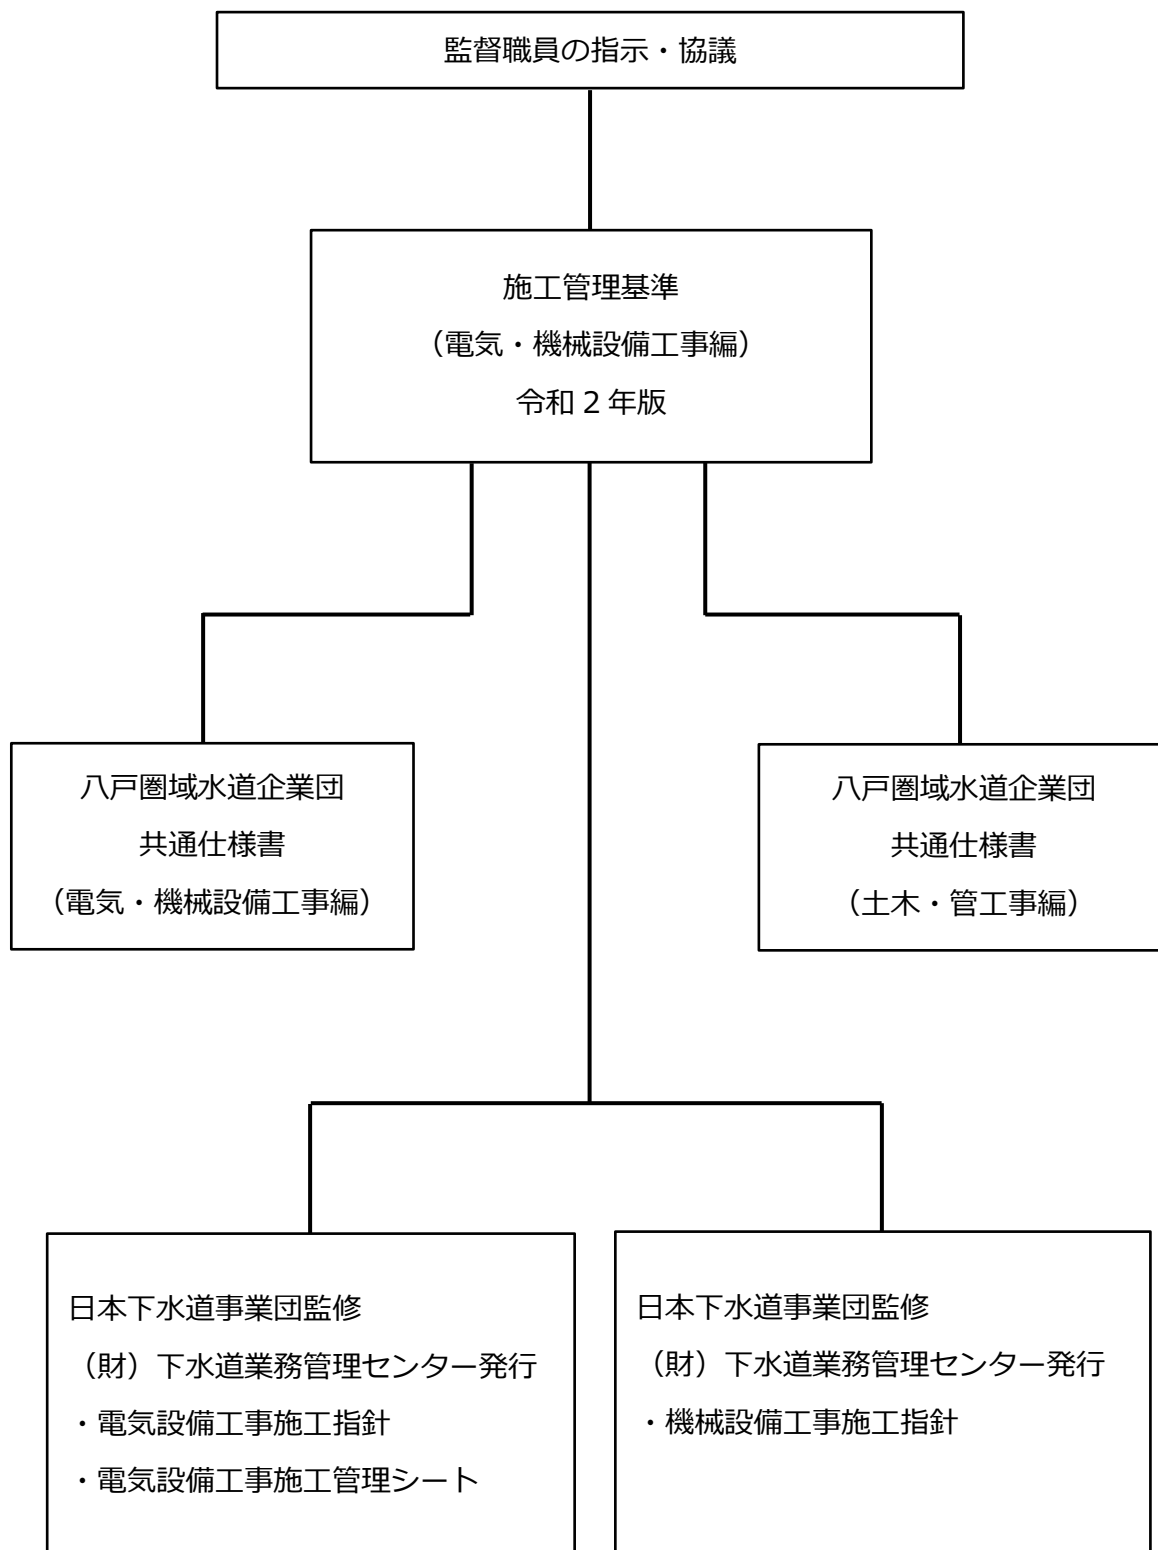 監督職員の指示・協議
施工管理基準
（電気・機械設備工事編）
令和２年版
八戸圏域水道企業団
共通仕様書
（電気・機械設備工事編）
八戸圏域水道企業団
共通仕様書
（土木・管工事編）
日本下水道事業団監修
（財）下水道業務管理センター発行
・電気設備工事施工指針
・電気設備工事施工管理シート
日本下水道事業団監修
（財）下水道業務管理センター発行
・機械設備工事施工指針